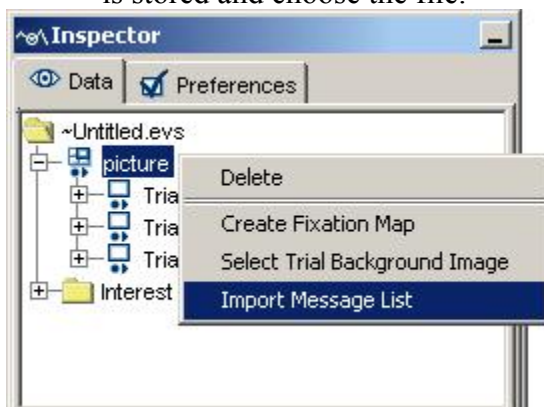 is stored and choose the file.
Inspector
Data Preferences
~Untitled.evs
picture
Delete
Tria
Tria
Create Fixation Map
Tria
Select Trial Background Image
Interest
Import Message List